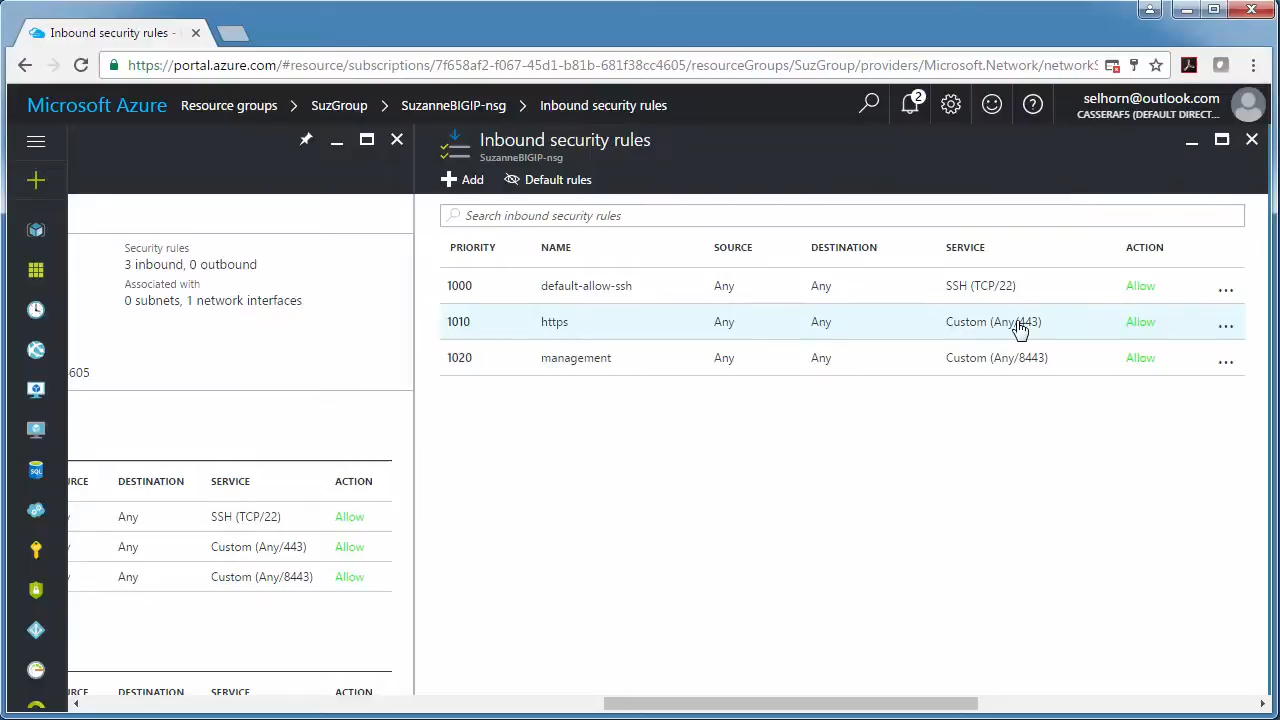 Inbound security rules -
https://portal.azure.com/#resource/subscriptions/7f658af2-f067-45d1-b81b-681f38cc4605/resourceGroups/SuzGroup/providers/Microsoft.Network/networkS
Microsoft Azure Resource groups > SuzGroup > SuzanneBIGIP-nsg > Inbound security rules
2
selhorn@outlook.com
CASSERAF5 (DEFAULT DIRECT...
Security rules
3 inbound, 0 outbound
Associated with
0 subnets, 1 network interfaces
4605
URCE DESTINATION SERVICE ACTION
Any SSH (TCP/22) Allow
Any Custom (Any/443) Allow
Any Custom (Any/8443) Allow
URCE DESTINATION SERVICE ACTION
Inbound security rules
SuzanneBIGIP-nsg
Add Default rules
Search inbound security rules
PRIORITY NAME SOURCE DESTINATION SERVICE ACTION
1000 default-allow-ssh Any Any SSH (TCP/22) Allow ...
1010 https Any Any Custom (Any/443) Allow ...
1020 management Any Any Custom (Any/8443) Allow ...
SQL